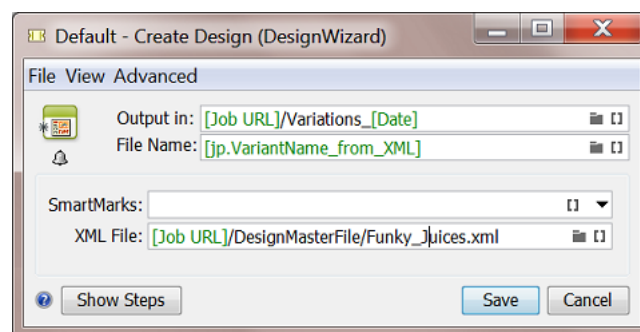 Default - Create Design (DesignWizard)
File View Advanced
Output in: [Job URL]/Variations_[Date]
File Name: [jp.VariantName_from_XML]
SmartMarks:
XML File: [Job URL]/DesignMasterFile/Funky_Juices.xml
Show Steps Save Cancel